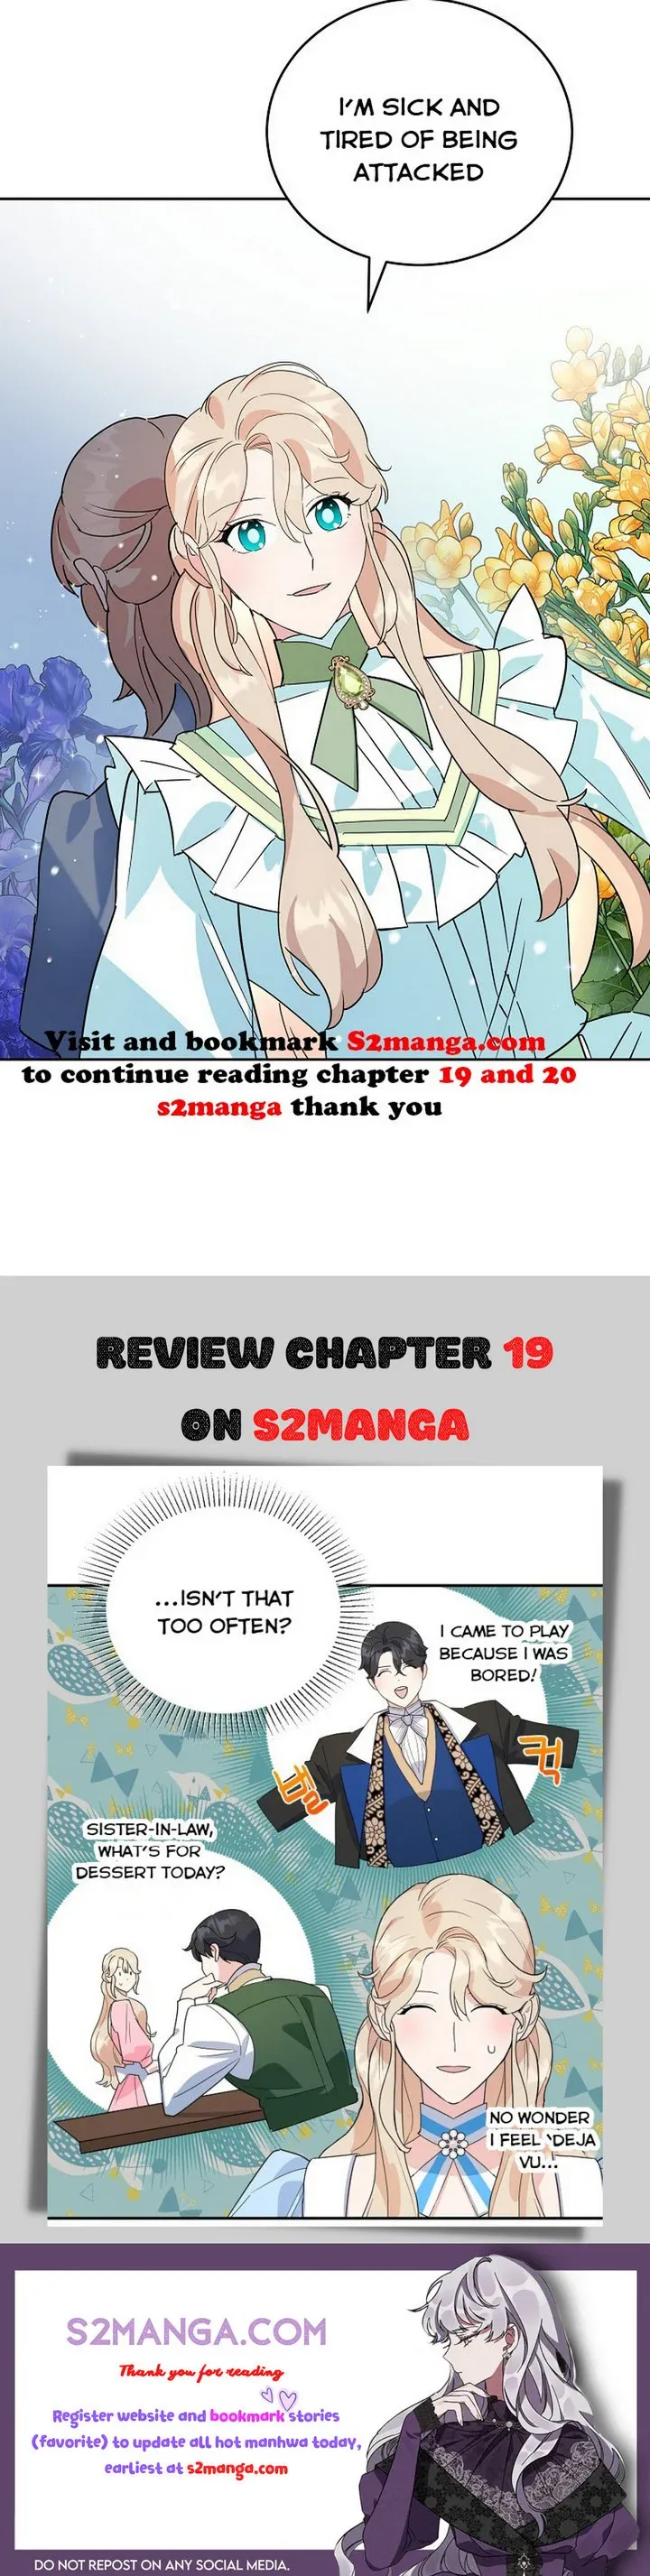 I'M SICK AND
TIRED OF BEING
ATTACKED
Visit and bookmark S2manga.com
to continue reading chapter 19 and 20
s2manga thank you
REVIEW CHAPTER 19
ON S2MANGA
...ISN'T THAT
TOO OFTEN?
I CAME TO PLAY
BECAUSE I WAS
BORED!
SISTER-IN-LAW,
WHAT'S FOR
DESSERT TODAY?
NO WONDER
I FEEL 'DEJA
VU...
S2MANGA.COM
Thank you for reading
Register website and bookmark stories
(favorite) to update all hot manhwa today,
earliest at s2manga.com
DO NOT REPOST ON ANY SOCIAL MEDIA.